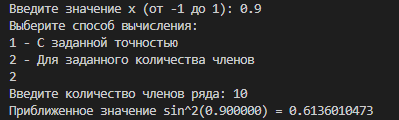 Введите значение x (от -1 до 1): 0.9
Выберите способ вычисления:
1 - С заданной точностью
2 - Для заданного количества членов
2
Введите количество членов ряда: 10
Приближенное значение sin^2(0.900000) = 0.6136010473